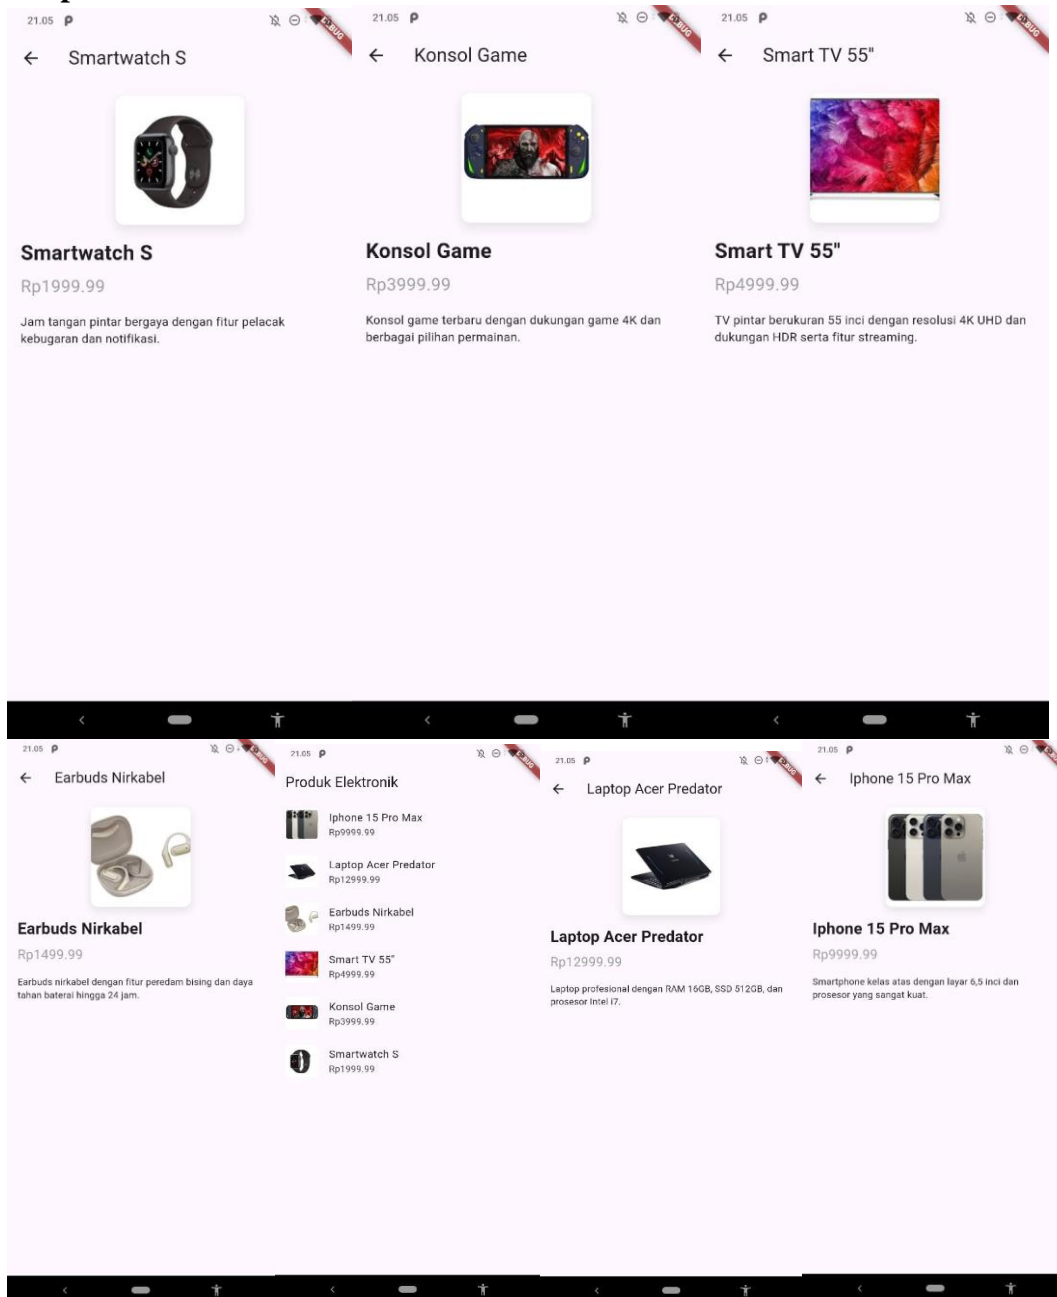 21.05
DEBUG
Smartwatch S
Smartwatch S
Rp1999.99
Jam tangan pintar bergaya dengan fitur pelacak
kebugaran dan notifikasi.
21.05
DEBUG
Konsol Game
Konsol Game
Rp3999.99
Konsol game terbaru dengan dukungan game 4K dan
berbagai pilihan permainan.
21.05
DEBUG
Smart TV 55"
Smart TV 55"
Rp4999.99
TV pintar berukuran 55 inci dengan resolusi 4K UHD dan
dukungan HDR serta fitur streaming.
21.05
DEBUG
Earbuds Nirkabel
Earbuds Nirkabel
Rp1499.99
Earbuds nirkabel dengan fitur peredam bising dan daya
tahan baterai hingga 24 jam.
21.05
DEBUG
Produk Elektronik
Iphone 15 Pro Max
Rp9999.99
Laptop Acer Predator
Rp12999.99
Earbuds Nirkabel
Rp1499.99
Smart TV 55"
Rp4999.99
Konsol Game
Rp3999.99
Smartwatch S
Rp1999.99
21.05
DEBUG
Laptop Acer Predator
Laptop Acer Predator
Rp12999.99
Laptop profesional dengan RAM 16GB, SSD 512GB, dan
prosesor Intel i7.
21.05
DEBUG
Iphone 15 Pro Max
Iphone 15 Pro Max
Rp9999.99
Smartphone kelas atas dengan layar 6,5 inci dan
prosesor yang sangat kuat.